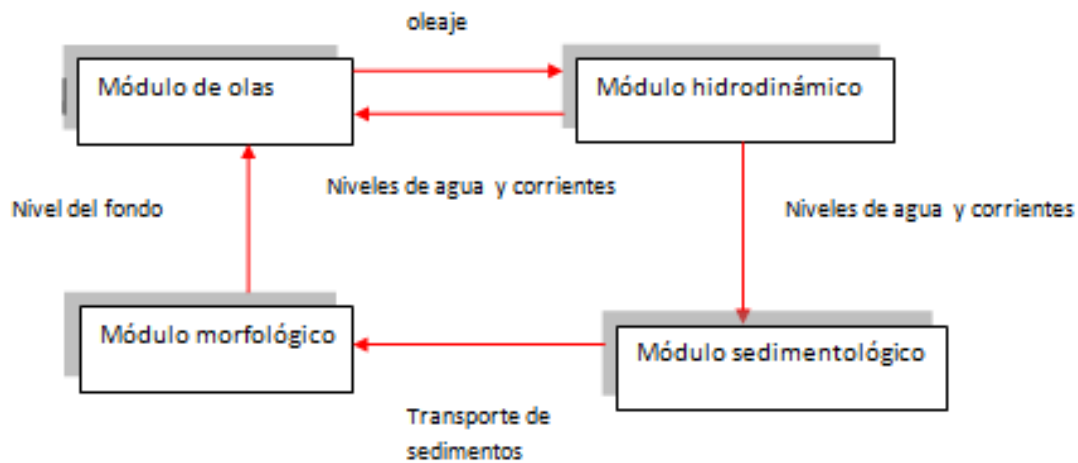 oleaje
Módulo de olas
Módulo hidrodinámico
Niveles de agua y corrientes
Nivel del fondo
Niveles de agua y corrientes
Módulo morfológico
Módulo sedimentológico
Transporte de
sedimentos